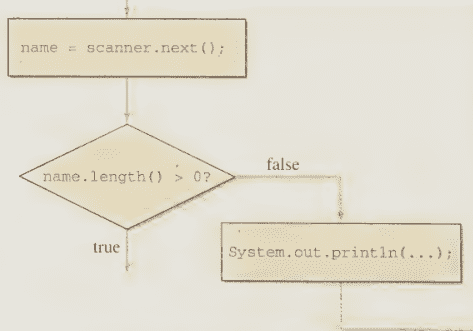 name = scanner.next();
name.length() > 0?
false
true
System.out.println(...);